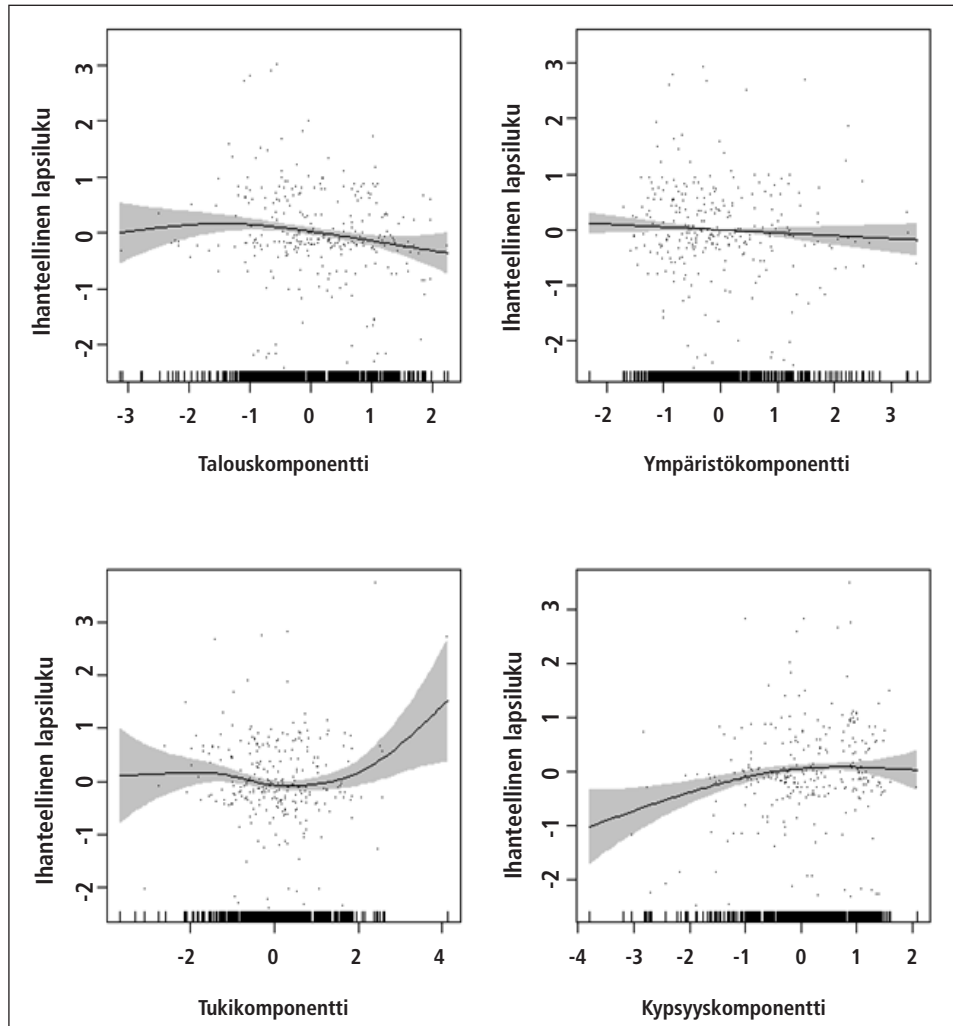 Ihanteellinen lapsiluku
3
2
1
0
-1
-2
-3 -2 -1 0 1 2
Talouskomponentti
Ihanteellinen lapsiluku
3
2
1
0
-1
-2
-2 -1 0 1 2 3
Ympäristökomponentti
Ihanteellinen lapsiluku
3
2
1
0
-1
-2
-2 0 2 4
Tukikomponentti
Ihanteellinen lapsiluku
3
2
1
0
-1
-2
-4 -3 -2 -1 0 1 2
Kypsyyskomponentti